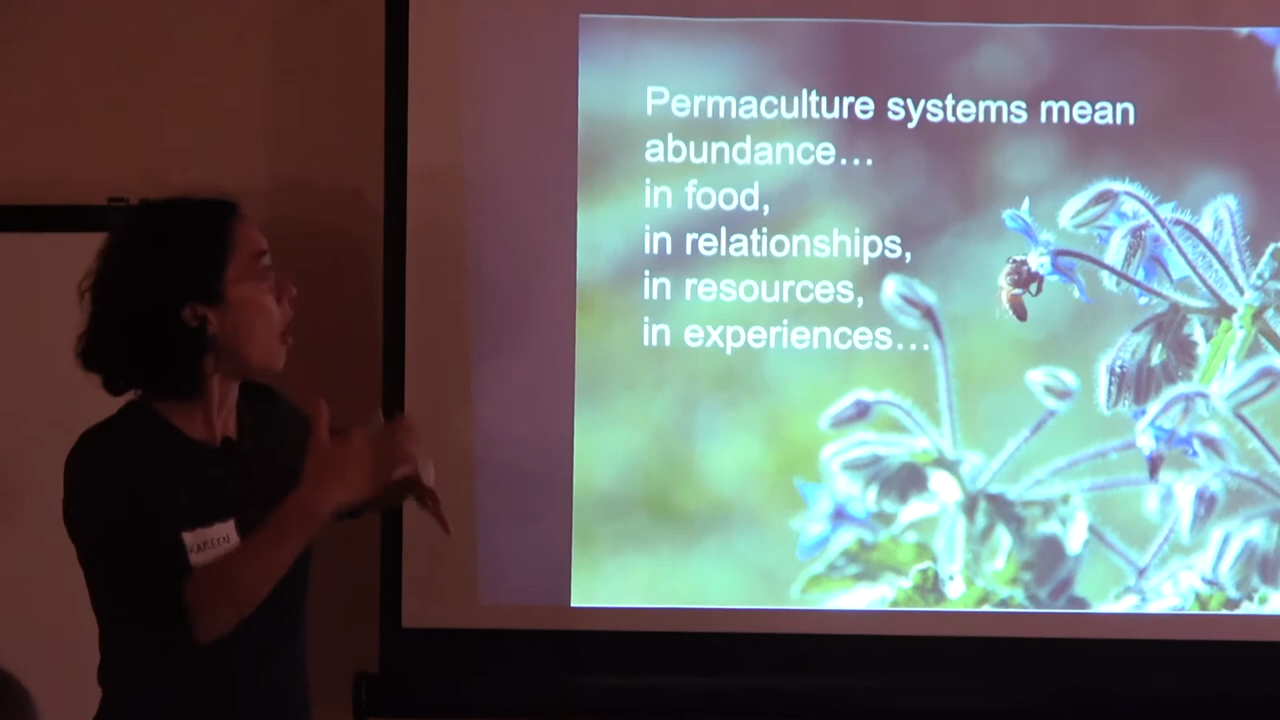 Permaculture systems mean
abundance…
in food,
in relationships,
in resources,
in experiences…
KAREEN